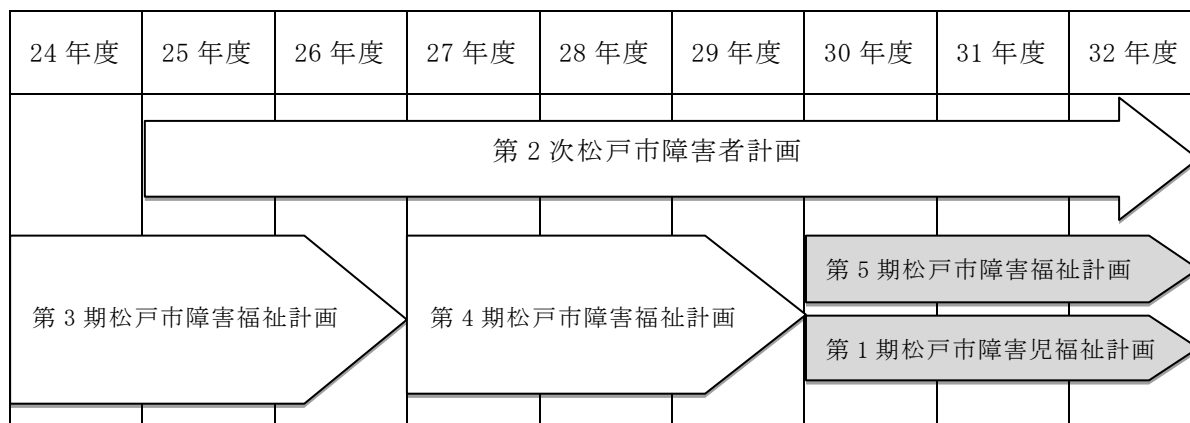 24 年度 25 年度 26 年度 27 年度 28 年度 29 年度 30 年度 31 年度 32 年度
第 2 次松戸市障害者計画
第 3 期松戸市障害福祉計画
第 4 期松戸市障害福祉計画
第 5 期松戸市障害福祉計画
第 1 期松戸市障害児福祉計画